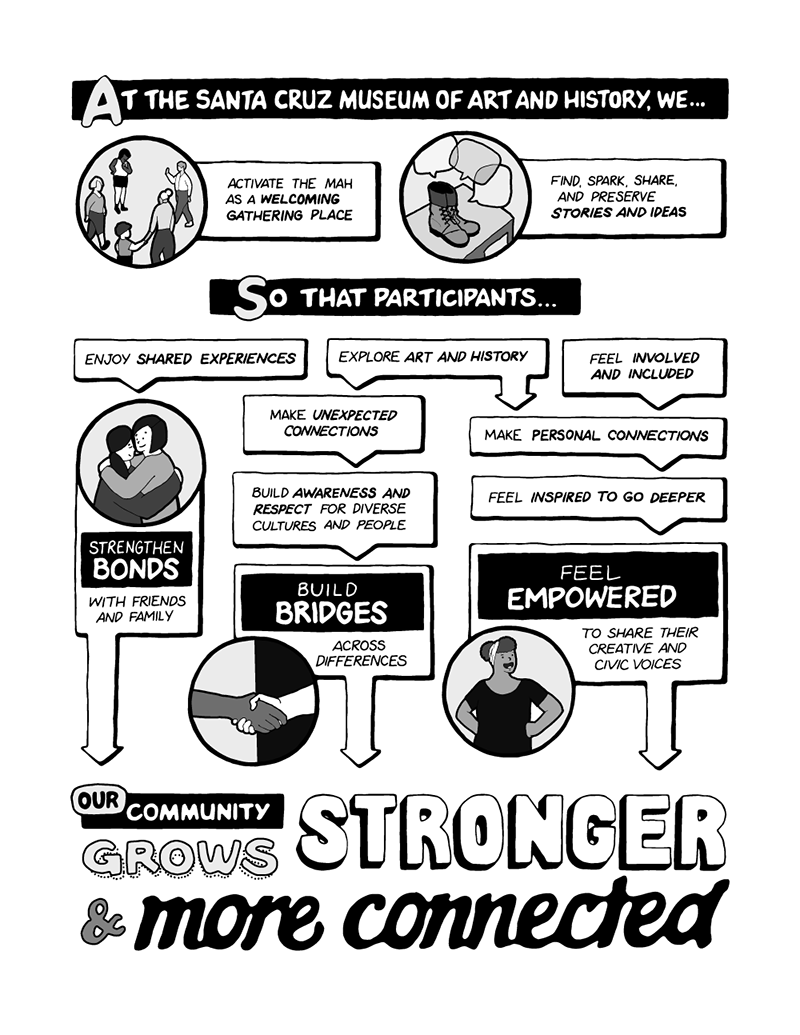 AT THE SANTA CRUZ MUSEUM OF ART AND HISTORY, WE...
ACTIVATE THE MAH
AS A WELCOMING
GATHERING PLACE
FIND, SPARK, SHARE,
AND PRESERVE
STORIES AND IDEAS
SO THAT PARTICIPANTS...
ENJOY SHARED EXPERIENCES
EXPLORE ART AND HISTORY
FEEL INVOLVED
AND INCLUDED
MAKE UNEXPECTED
CONNECTIONS
MAKE PERSONAL CONNECTIONS
BUILD AWARENESS AND
RESPECT FOR DIVERSE
CULTURES AND PEOPLE
FEEL INSPIRED TO GO DEEPER
STRENGTHEN
BONDS
WITH FRIENDS
AND FAMILY
BUILD
BRIDGES
ACROSS
DIFFERENCES
FEEL
EMPOWERED
TO SHARE THEIR
CREATIVE AND
CIVIC VOICES
OUR COMMUNITY
GROWS STRONGER
& more connected